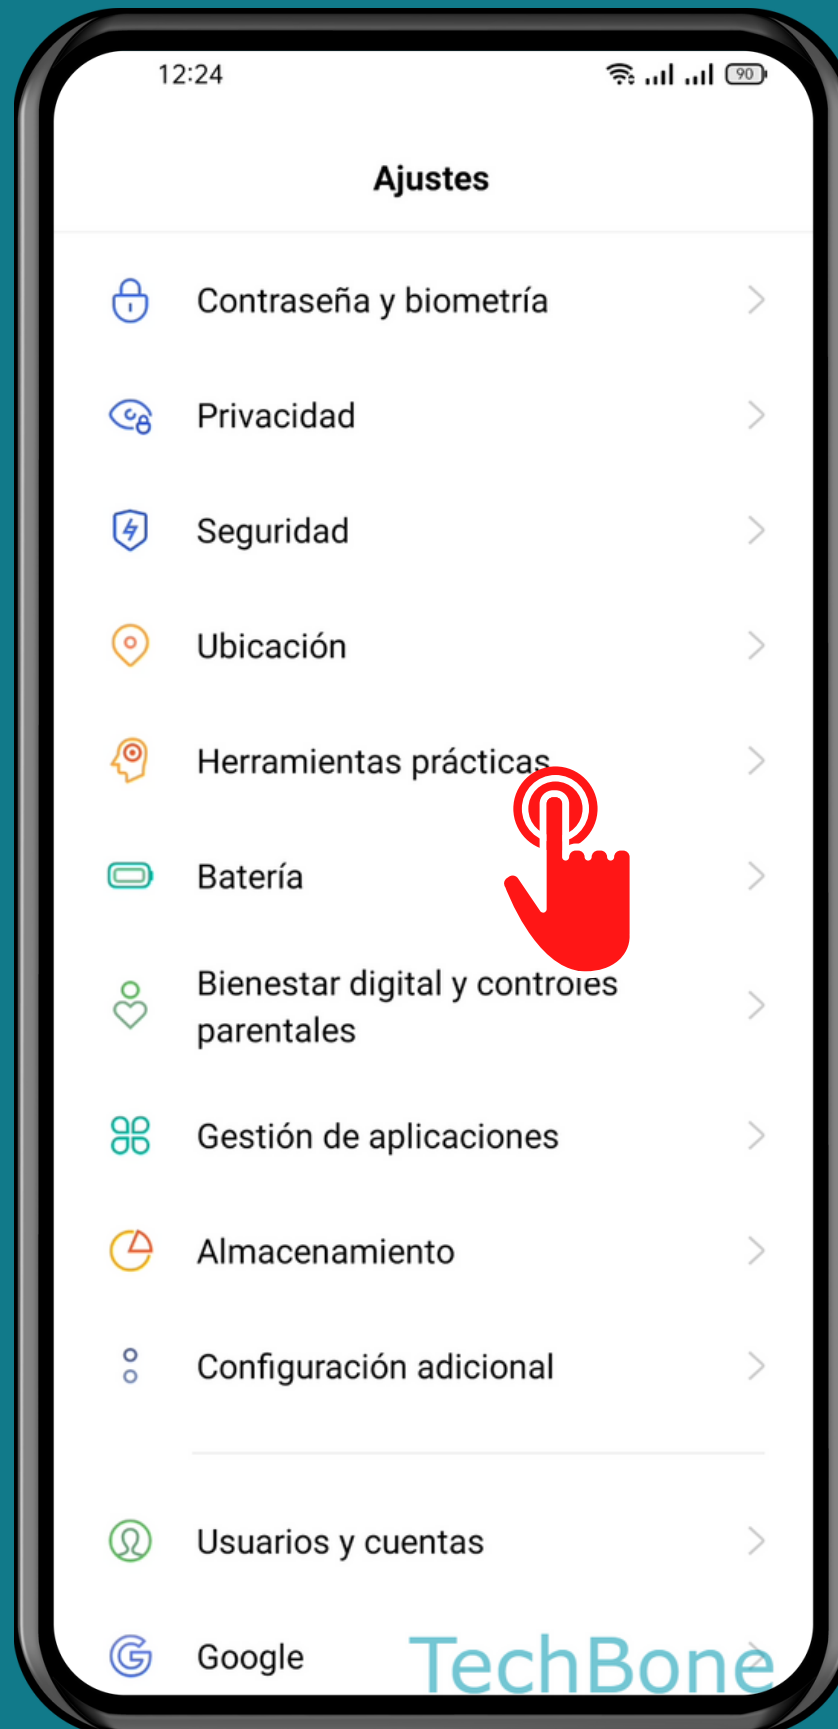 12:24
90
Ajustes
Contraseña y biometría
Privacidad
Seguridad
Ubicación
Herramientas prácticas
Batería
Bienestar digital y controles
parentales
Gestión de aplicaciones
Almacenamiento
Configuración adicional
Usuarios y cuentas
Google
TechBone